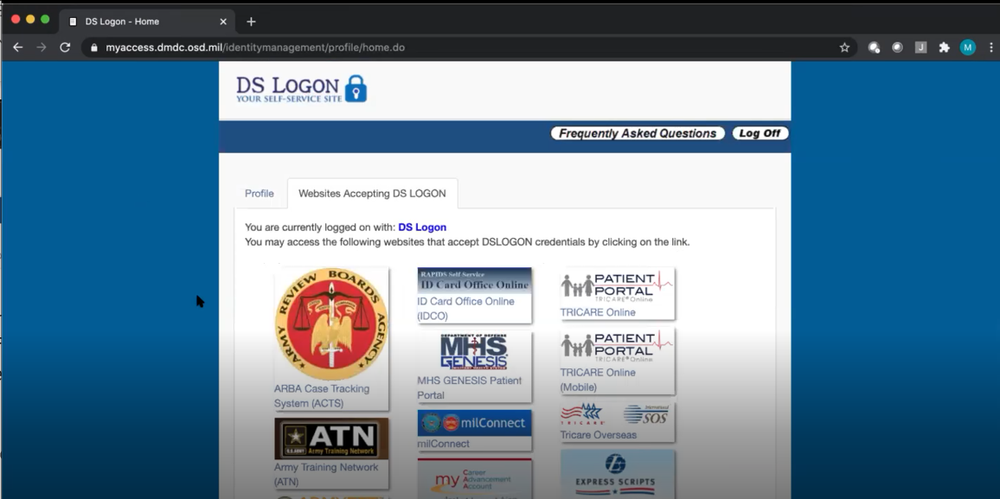 DS Logon - Home
myaccess.dmdc.osd.mil/identitymanagement/profile/home.do
J
M
DS LOGON
YOUR SELF-SERVICE SITE
Frequently Asked Questions
Log Off
Profile
Websites Accepting DS LOGON
You are currently logged on with: DS Logon
You may access the following websites that accept DSLOGON credentials by clicking on the link.
ARMY REVIEW BOARDS AGENCY
ARBA Case Tracking
System (ACTS)
ATN
U.S.ARMY Army Training Network
Army Training Network
(ATN)
RAPIDS Self Service
ID Card Office Online
ID Card Office Online
(IDCO)
DEPARTMENT OF DEFENSE
MHS
GENESIS
MHS GENESIS Patient
Portal
milConnect
milConnect
my Career
Advancement
Account
PATIENT
PORTAL
TRICARE® Online
TRICARE Online
PATIENT
PORTAL
TRICARE® Online
TRICARE Online
(Mobile)
TRICARE
International
SOS
Tricare Overseas
EXPRESS SCRIPTS